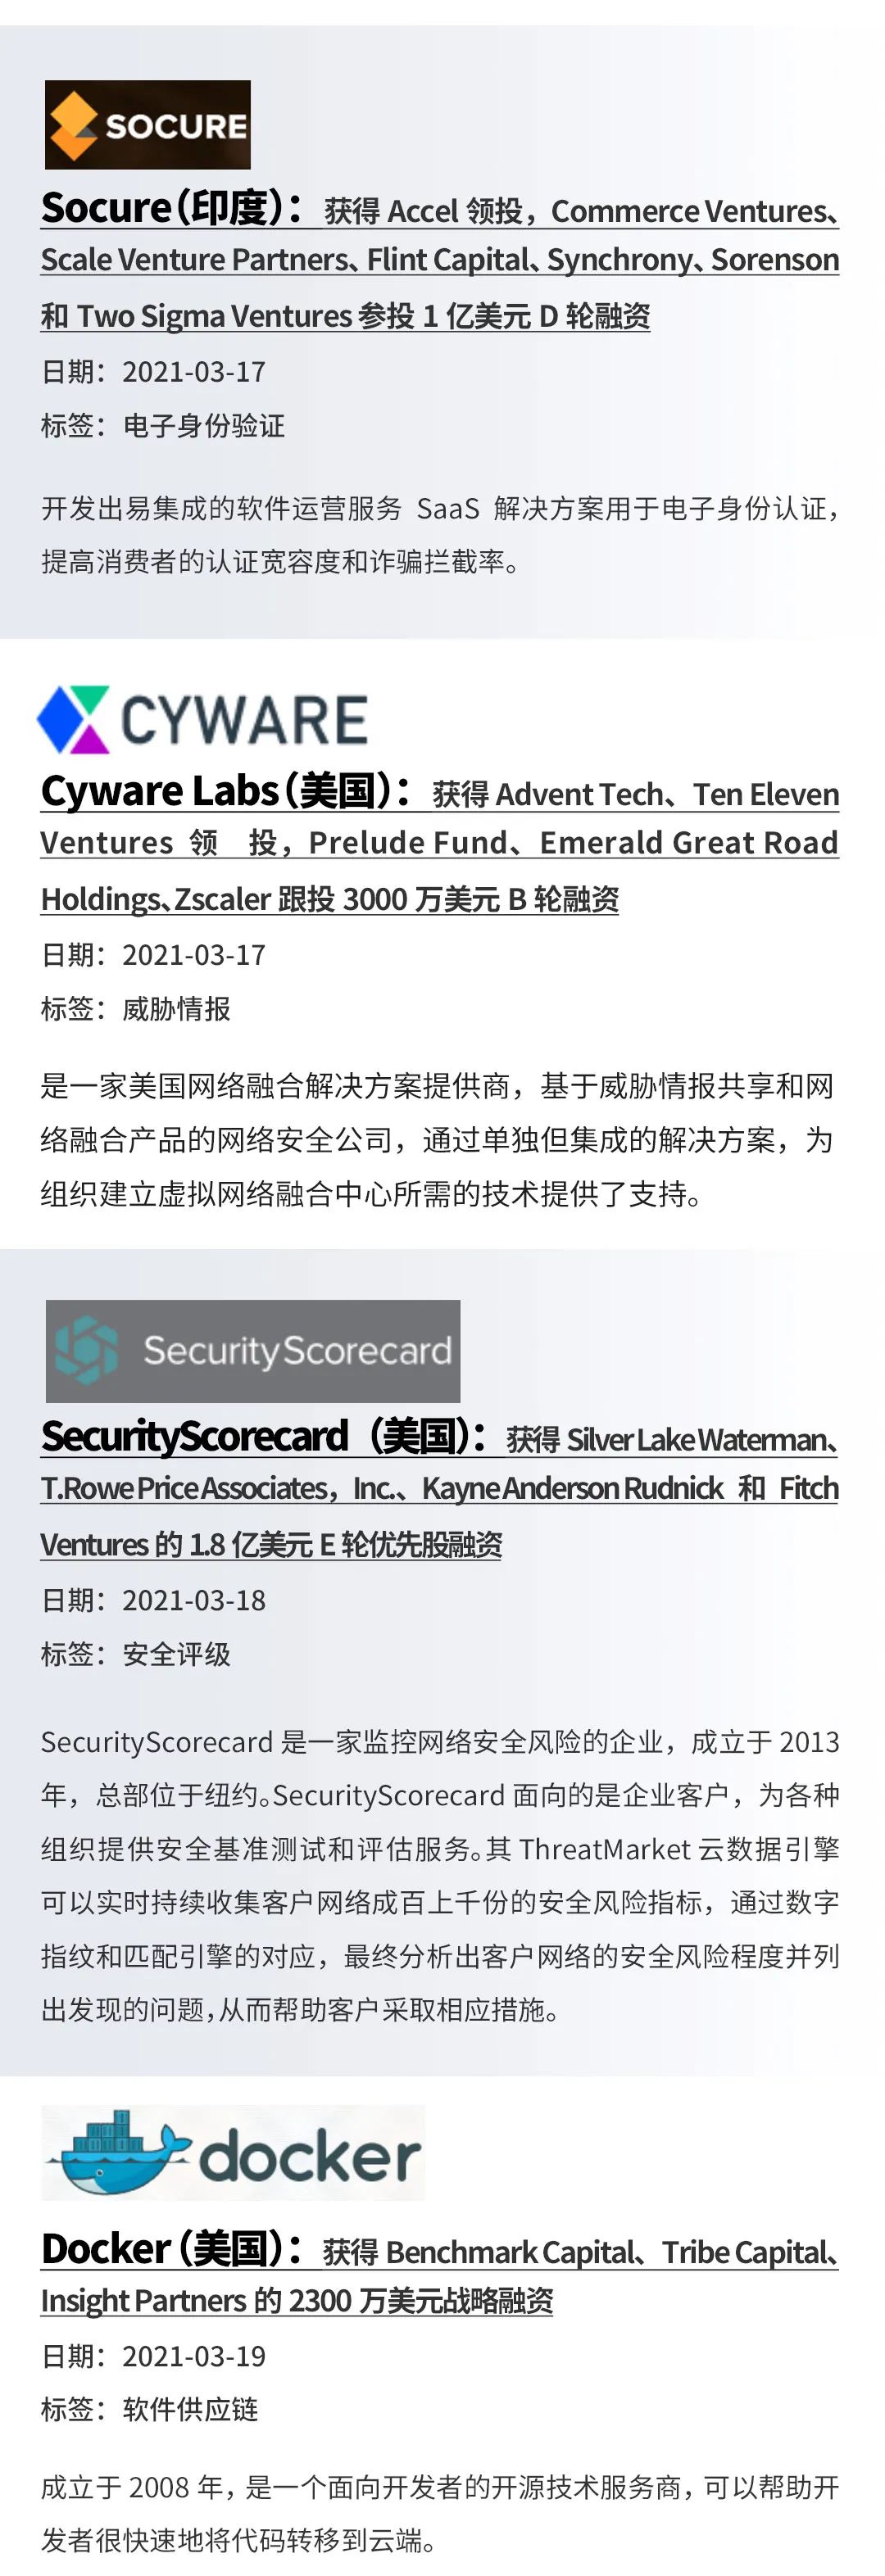 SOCURE
Socure（印度）：获得 Accel 领投，Commerce Ventures、
Scale Venture Partners、Flint Capital、Synchrony、Sorenson
和 Two Sigma Ventures 参投 1 亿美元 D 轮融资
日期：2021-03-17
标签：电子身份验证
开发出易集成的软件运营服务 SaaS 解决方案用于电子身份认证，
提高消费者的认证宽容度和诈骗拦截率。
CYWARE
Cyware Labs（美国）：获得 Advent Tech、Ten Eleven
Ventures 领 投，Prelude Fund、Emerald Great Road
Holdings、Zscaler 跟投 3000 万美元 B 轮融资
日期：2021-03-17
标签：威胁情报
是一家美国网络融合解决方案提供商，基于威胁情报共享和网
络融合产品的网络安全公司，通过单独但集成的解决方案，为
组织建立虚拟网络融合中心所需的技术提供了支持。
SecurityScorecard
SecurityScorecard（美国）：获得 Silver Lake Waterman、
T.Rowe Price Associates，Inc.、Kayne Anderson Rudnick 和 Fitch
Ventures 的 1.8 亿美元 E 轮优先股融资
日期：2021-03-18
标签：安全评级
SecurityScorecard 是一家监控网络安全风险的企业，成立于 2013
年，总部位于纽约。SecurityScorecard 面向的是企业客户，为各种
组织提供安全基准测试和评估服务。其 ThreatMarket 云数据引擎
可以实时持续收集客户网络成百上千份的安全风险指标，通过数字
指纹和匹配引擎的对应，最终分析出客户网络的安全风险程度并列
出发现的问题，从而帮助客户采取相应措施。
docker
Docker（美国）：获得 Benchmark Capital、Tribe Capital、
Insight Partners 的 2300 万美元战略融资
日期：2021-03-19
标签：软件供应链
成立于 2008 年，是一个面向开发者的开源技术服务商，可以帮助开
发者很快速地将代码转移到云端。